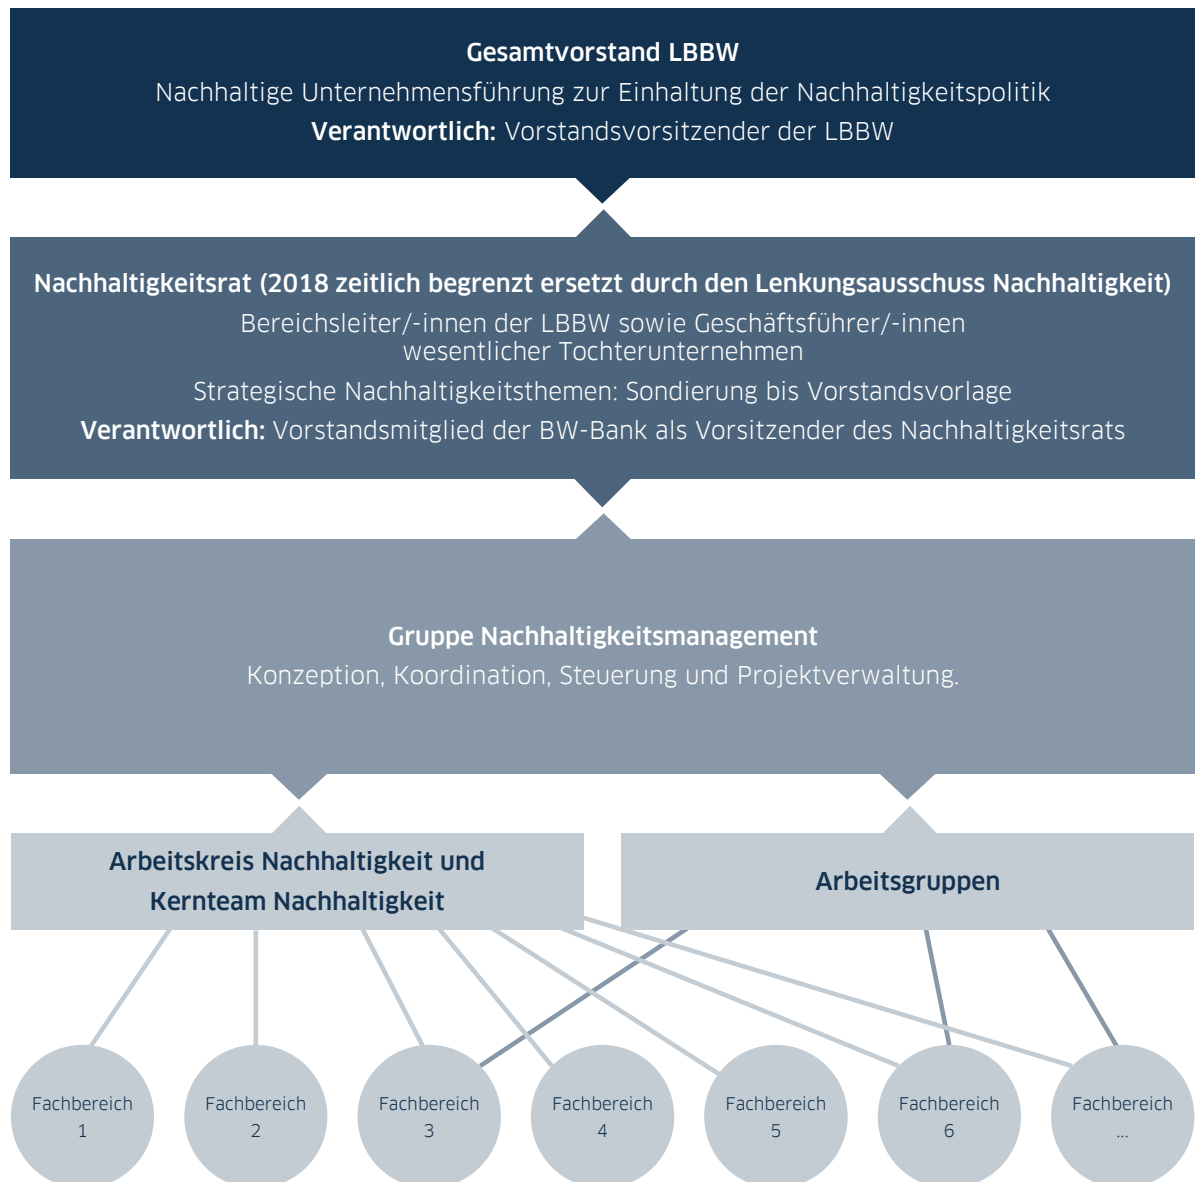 Gesamtvorstand LBBW
Nachhaltige Unternehmensführung zur Einhaltung der Nachhaltigkeitspolitik
Verantwortlich: Vorstandsvorsitzender der LBBW
Nachhaltigkeitsrat (2018 zeitlich begrenzt ersetzt durch den Lenkungsausschuss Nachhaltigkeit)
Bereichsleiter/-innen der LBBW sowie Geschäftsführer/-innen
wesentlicher Tochterunternehmen
Strategische Nachhaltigkeitsthemen: Sondierung bis Vorstandsvorlage
Verantwortlich: Vorstandsmitglied der BW-Bank als Vorsitzender des Nachhaltigkeitsrats
Gruppe Nachhaltigkeitsmanagement
Konzeption, Koordination, Steuerung und Projektverwaltung.
Arbeitskreis Nachhaltigkeit und
Kernteam Nachhaltigkeit
Arbeitsgruppen
Fachbereich
1
Fachbereich
2
Fachbereich
3
Fachbereich
4
Fachbereich
5
Fachbereich
6
Fachbereich
...